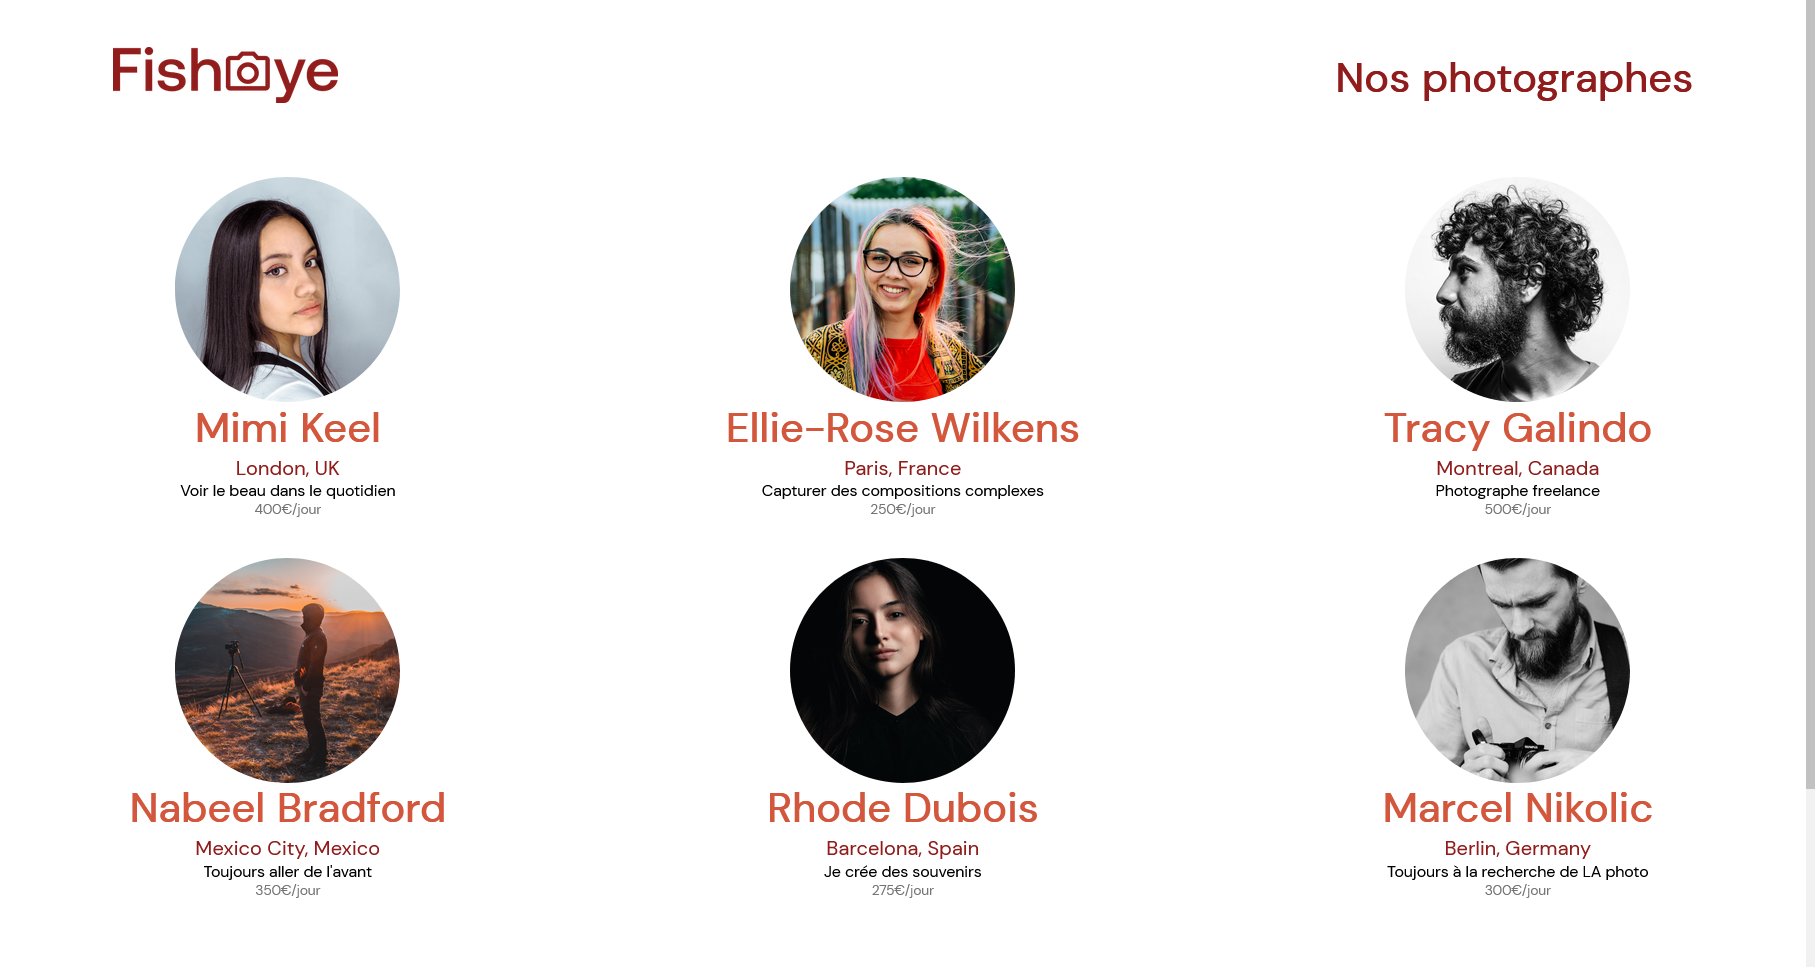 Fisheye
Nos photographes
Mimi Keel
London, UK
Voir le beau dans le quotidien
400€/jour
Ellie-Rose Wilkens
Paris, France
Capturer des compositions complexes
250€/jour
Tracy Galindo
Montreal, Canada
Photographe freelance
500€/jour
Nabeel Bradford
Mexico City, Mexico
Toujours aller de l'avant
350€/jour
Rhode Dubois
Barcelona, Spain
Je crée des souvenirs
275€/jour
Marcel Nikolic
Berlin, Germany
Toujours à la recherche de LA photo
300€/jour